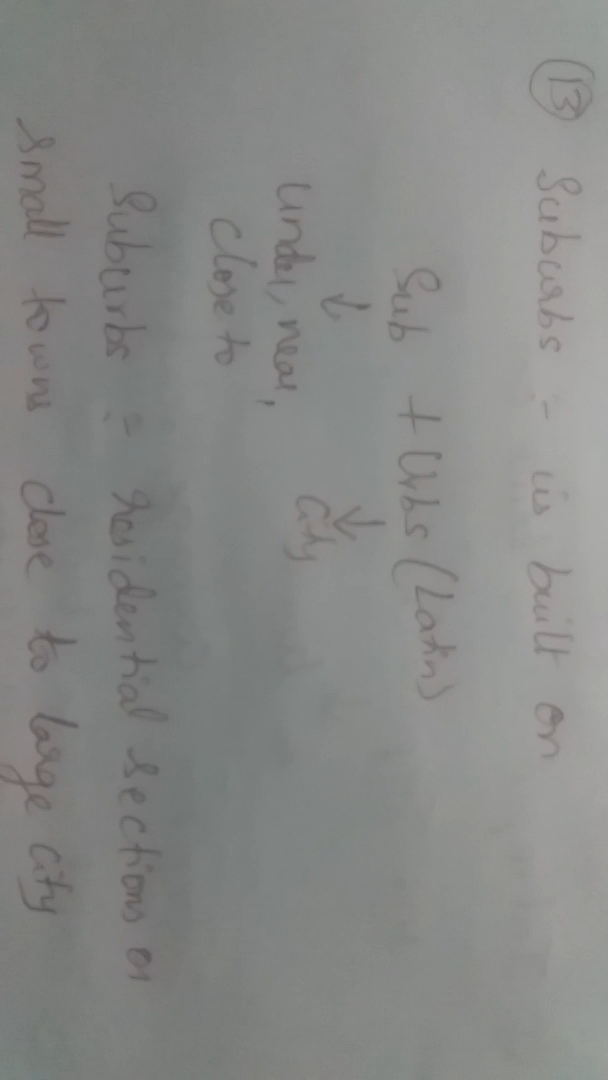 13 Suburbs :- is built on
Sub + Urbs (Latin)
↓ ↓
under, near, City
close to
Suburbs :- residential sections or
small towns close to large city